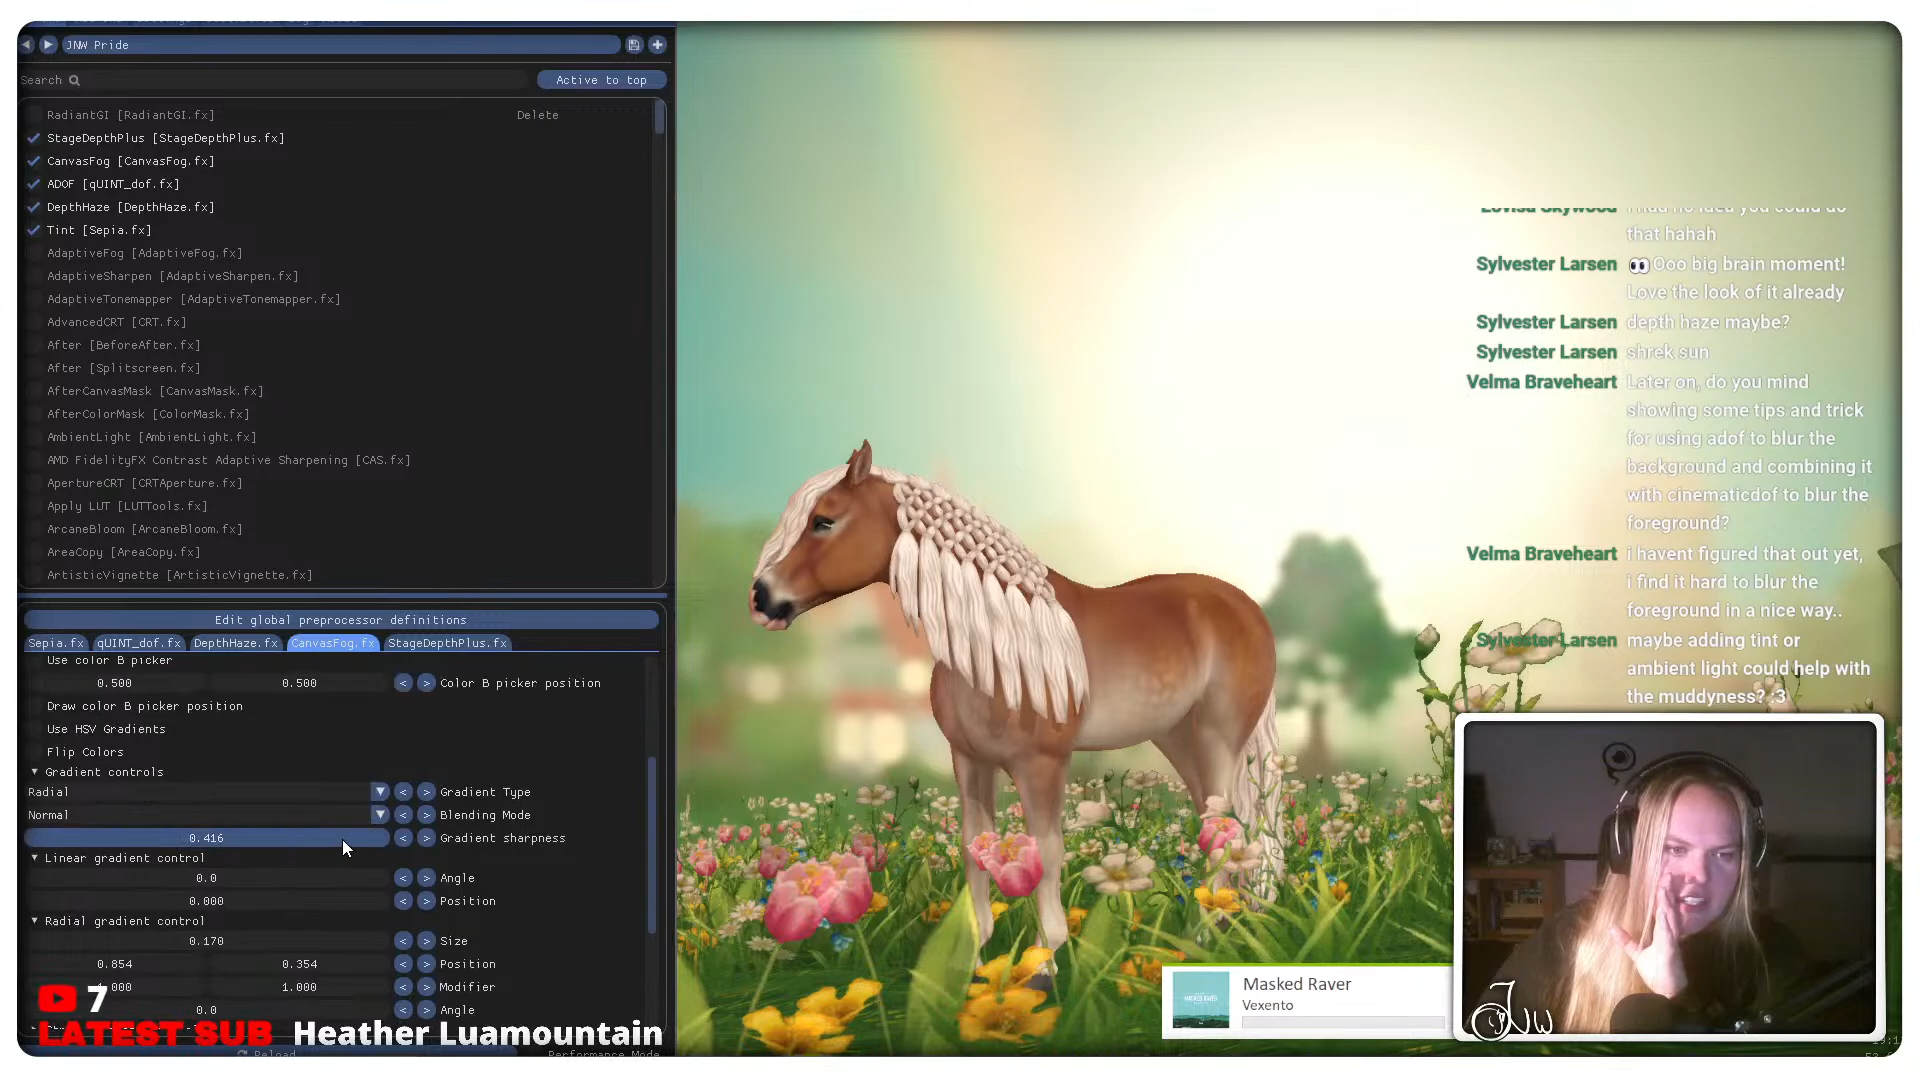 JNW Pride
Search
Active to top
RadiantGI [RadiantGI.fx]
Delete
StageDepthPlus [StageDepthPlus.fx]
CanvasFog [CanvasFog.fx]
ADOF [qUINT_dof.fx]
DepthHaze [DepthHaze.fx]
Tint [Sepia.fx]
AdaptiveFog [AdaptiveFog.fx]
AdaptiveSharpen [AdaptiveSharpen.fx]
AdaptiveTonemapper [AdaptiveTonemapper.fx]
AdvancedCRT [CRT.fx]
After [BeforeAfter.fx]
After [Splitscreen.fx]
AfterCanvasMask [CanvasMask.fx]
AfterColorMask [ColorMask.fx]
AmbientLight [AmbientLight.fx]
AMD FidelityFX Contrast Adaptive Sharpening [CAS.fx]
ApertureCRT [CRTAperture.fx]
Apply LUT [LUTTools.fx]
ArcaneBloom [ArcaneBloom.fx]
AreaCopy [AreaCopy.fx]
ArtisticVignette [ArtisticVignette.fx]
Edit global preprocessor definitions
Sepia.fx qUINT_dof.fx DepthHaze.fx CanvasFog.fx StageDepthPlus.fx
Use color B picker
0.500 0.500 < > Color B picker position
Draw color B picker position
Use HSV Gradients
Flip Colors
Gradient controls
Radial < > Gradient Type
Normal < > Blending Mode
0.416 < > Gradient sharpness
Linear gradient control
0.0 < > Angle
0.000 < > Position
Radial gradient control
0.170 < > Size
0.854 0.354 < > Position
1.000 < > Modifier
0.0 < > Angle
7
LATEST SUB Heather Luamountain
Reload
Performance Mode
Lovisa Skywood I had no idea you could do
that hahah
Sylvester Larsen 👀Ooo big brain moment!
Love the look of it already
Sylvester Larsen depth haze maybe?
Sylvester Larsen shrek sun
Velma Braveheart Later on, do you mind
showing some tips and trick
for using adof to blur the
background and combining it
with cinematicdof to blur the
foreground?
Velma Braveheart i havent figured that out yet,
i find it hard to blur the
foreground in a nice way..
Sylvester Larsen maybe adding tint or
ambient light could help with
the muddyness? :3
Masked Raver
Vexento
Jnw